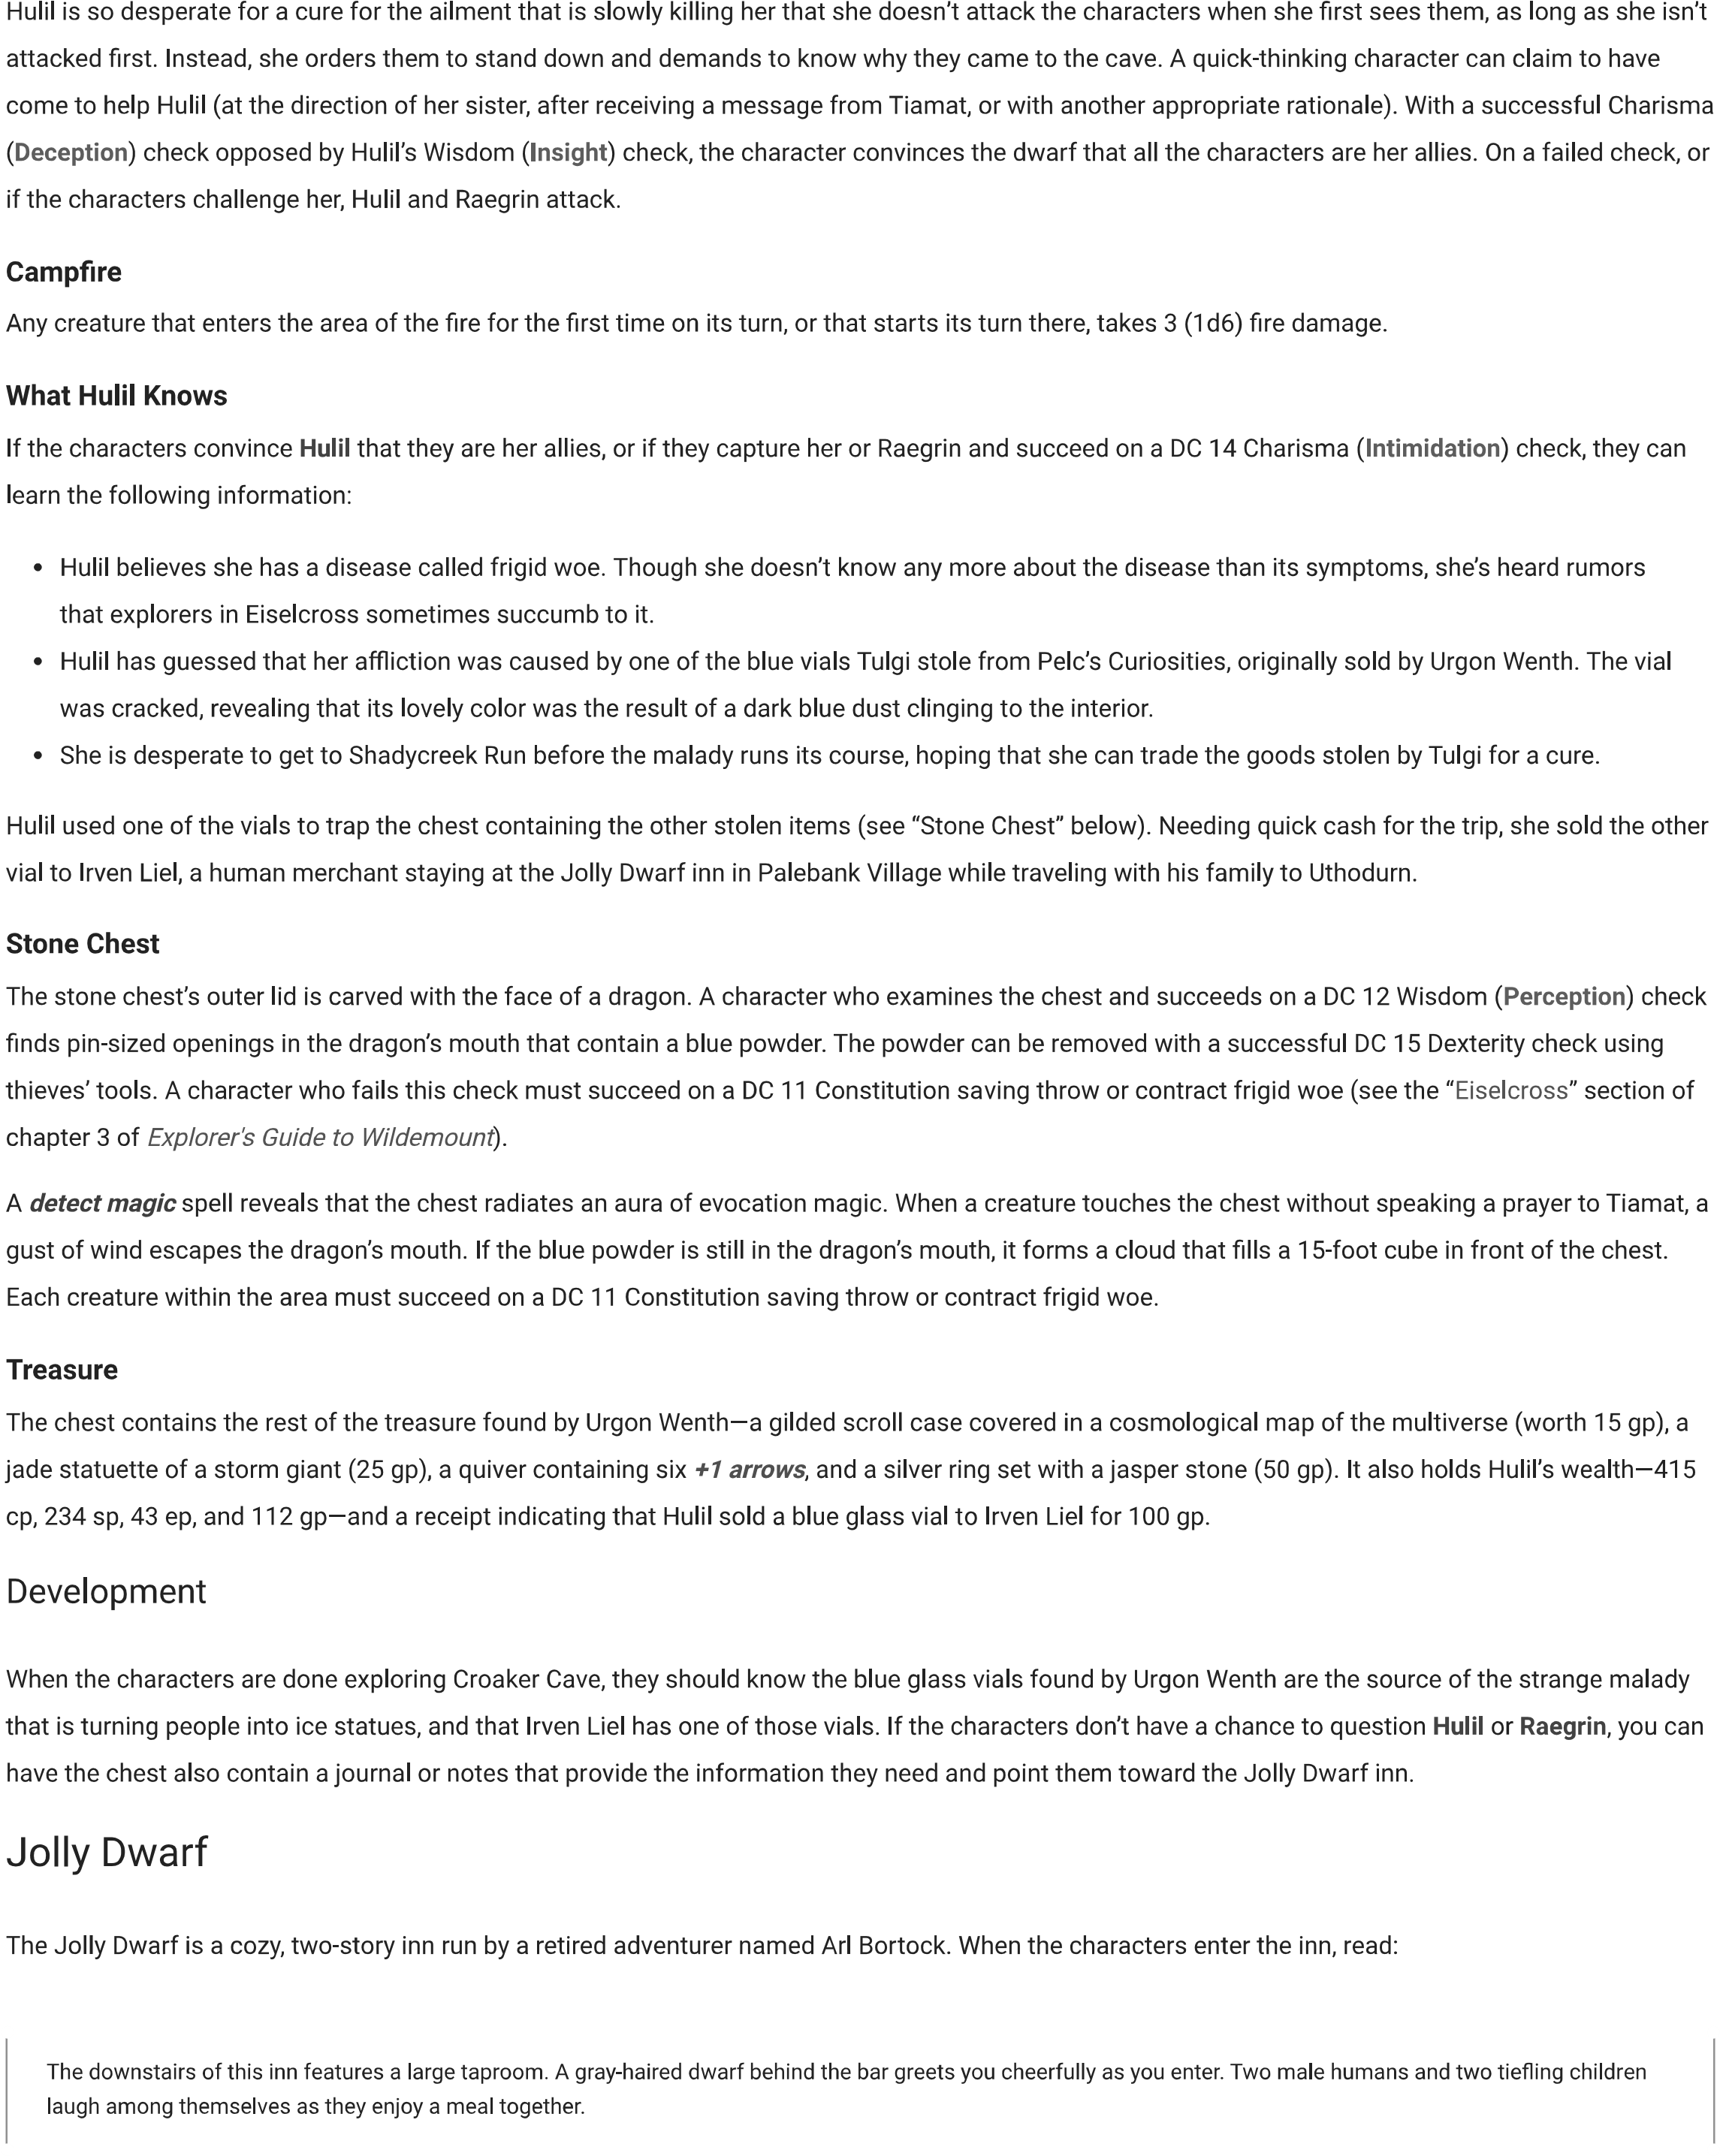 Hulil is so desperate for a cure for the ailment that is slowly killing her that she doesn’t attack the characters when she first sees them, as long as she isn’t
attacked first. Instead, she orders them to stand down and demands to know why they came to the cave. A quick-thinking character can claim to have
come to help Hulil (at the direction of her sister, after receiving a message from Tiamat, or with another appropriate rationale). With a successful Charisma
(Deception) check opposed by Hulil’s Wisdom (Insight) check, the character convinces the dwarf that all the characters are her allies. On a failed check, or
if the characters challenge her, Hulil and Raegrin attack.
Campfire
Any creature that enters the area of the fire for the first time on its turn, or that starts its turn there, takes 3 (1d6) fire damage.
What Hulil Knows
If the characters convince Hulil that they are her allies, or if they capture her or Raegrin and succeed on a DC 14 Charisma (Intimidation) check, they can
learn the following information:
• Hulil believes she has a disease called frigid woe. Though she doesn’t know any more about the disease than its symptoms, she’s heard rumors
that explorers in Eiselcross sometimes succumb to it.
• Hulil has guessed that her affliction was caused by one of the blue vials Tulgi stole from Pelc’s Curiosities, originally sold by Urgon Wenth. The vial
was cracked, revealing that its lovely color was the result of a dark blue dust clinging to the interior.
• She is desperate to get to Shadycreek Run before the malady runs its course, hoping that she can trade the goods stolen by Tulgi for a cure.
Hulil used one of the vials to trap the chest containing the other stolen items (see “Stone Chest” below). Needing quick cash for the trip, she sold the other
vial to Irven Liel, a human merchant staying at the Jolly Dwarf inn in Palebank Village while traveling with his family to Uthodurn.
Stone Chest
The stone chest’s outer lid is carved with the face of a dragon. A character who examines the chest and succeeds on a DC 12 Wisdom (Perception) check
finds pin-sized openings in the dragon’s mouth that contain a blue powder. The powder can be removed with a successful DC 15 Dexterity check using
thieves’ tools. A character who fails this check must succeed on a DC 11 Constitution saving throw or contract frigid woe (see the “Eiselcross” section of
chapter 3 of Explorer's Guide to Wildemount).
A detect magic spell reveals that the chest radiates an aura of evocation magic. When a creature touches the chest without speaking a prayer to Tiamat, a
gust of wind escapes the dragon’s mouth. If the blue powder is still in the dragon’s mouth, it forms a cloud that fills a 15-foot cube in front of the chest.
Each creature within the area must succeed on a DC 11 Constitution saving throw or contract frigid woe.
Treasure
The chest contains the rest of the treasure found by Urgon Wenth—a gilded scroll case covered in a cosmological map of the multiverse (worth 15 gp), a
jade statuette of a storm giant (25 gp), a quiver containing six +1 arrows, and a silver ring set with a jasper stone (50 gp). It also holds Hulil’s wealth—415
cp, 234 sp, 43 ep, and 112 gp—and a receipt indicating that Hulil sold a blue glass vial to Irven Liel for 100 gp.
Development
When the characters are done exploring Croaker Cave, they should know the blue glass vials found by Urgon Wenth are the source of the strange malady
that is turning people into ice statues, and that Irven Liel has one of those vials. If the characters don’t have a chance to question Hulil or Raegrin, you can
have the chest also contain a journal or notes that provide the information they need and point them toward the Jolly Dwarf inn.
Jolly Dwarf
The Jolly Dwarf is a cozy, two-story inn run by a retired adventurer named Arl Bortock. When the characters enter the inn, read:
The downstairs of this inn features a large taproom. A gray-haired dwarf behind the bar greets you cheerfully as you enter. Two male humans and two tiefling children
laugh among themselves as they enjoy a meal together.